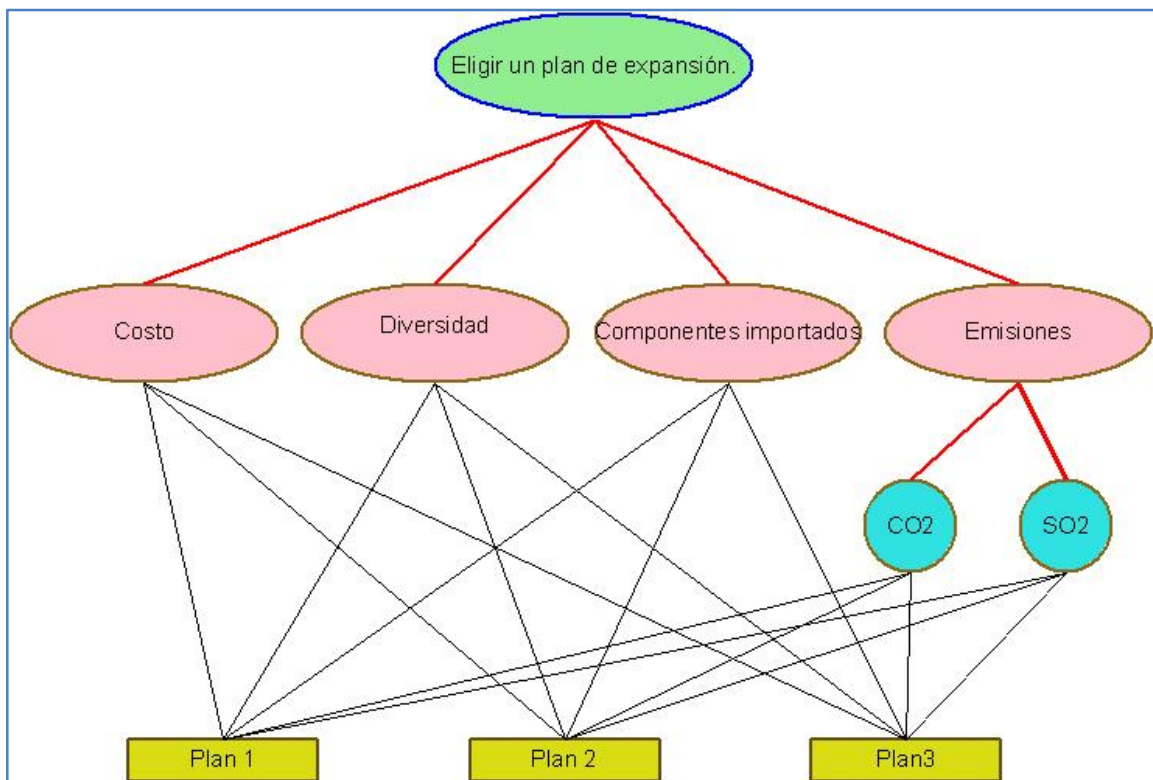 Eligir un plan de expansión.
Costo
Diversidad
Componentes importados
Emisiones
CO2
SO2
Plan 1
Plan 2
Plan3